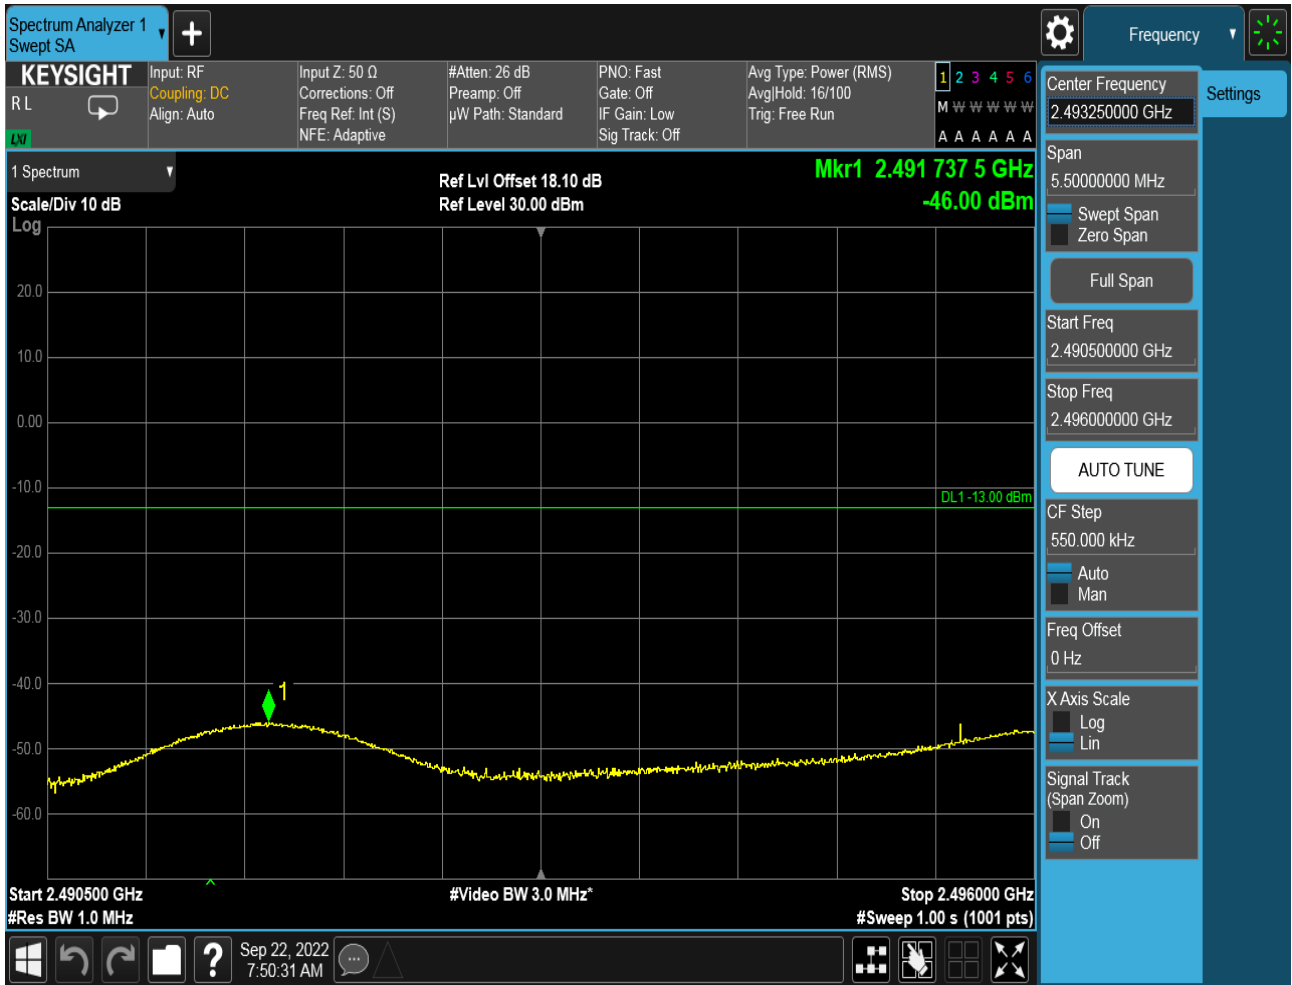 Spectrum Analyzer 1
Swept SA
Frequency
KEYSIGHT
R L
LXI
Input: RF
Coupling: DC
Align: Auto
Input Z: 50 Ω
Corrections: Off
Freq Ref: Int (S)
NFE: Adaptive
#Atten: 26 dB
Preamp: Off
µW Path: Standard
PNO: Fast
Gate: Off
IF Gain: Low
Sig Track: Off
Avg Type: Power (RMS)
Avg|Hold: 16/100
Trig: Free Run
1 2 3 4 5 6
M W W W W W
A A A A A A
1 Spectrum
Scale/Div 10 dB
Log
Ref Lvl Offset 18.10 dB
Ref Level 30.00 dBm
Mkr1 2.491 737 5 GHz
-46.00 dBm
20.0
10.0
0.00
-10.0
-20.0
-30.0
-40.0
-50.0
-60.0
DL1 -13.00 dBm
1
Start 2.490500 GHz
#Res BW 1.0 MHz
#Video BW 3.0 MHz*
Stop 2.496000 GHz
#Sweep 1.00 s (1001 pts)
Sep 22, 2022
7:50:31 AM
Center Frequency
2.493250000 GHz
Settings
Span
5.50000000 MHz
Swept Span
Zero Span
Full Span
Start Freq
2.490500000 GHz
Stop Freq
2.496000000 GHz
AUTO TUNE
CF Step
550.000 kHz
Auto
Man
Freq Offset
0 Hz
X Axis Scale
Log
Lin
Signal Track
(Span Zoom)
On
Off